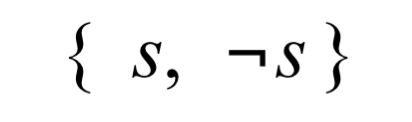 { s, ¬s }